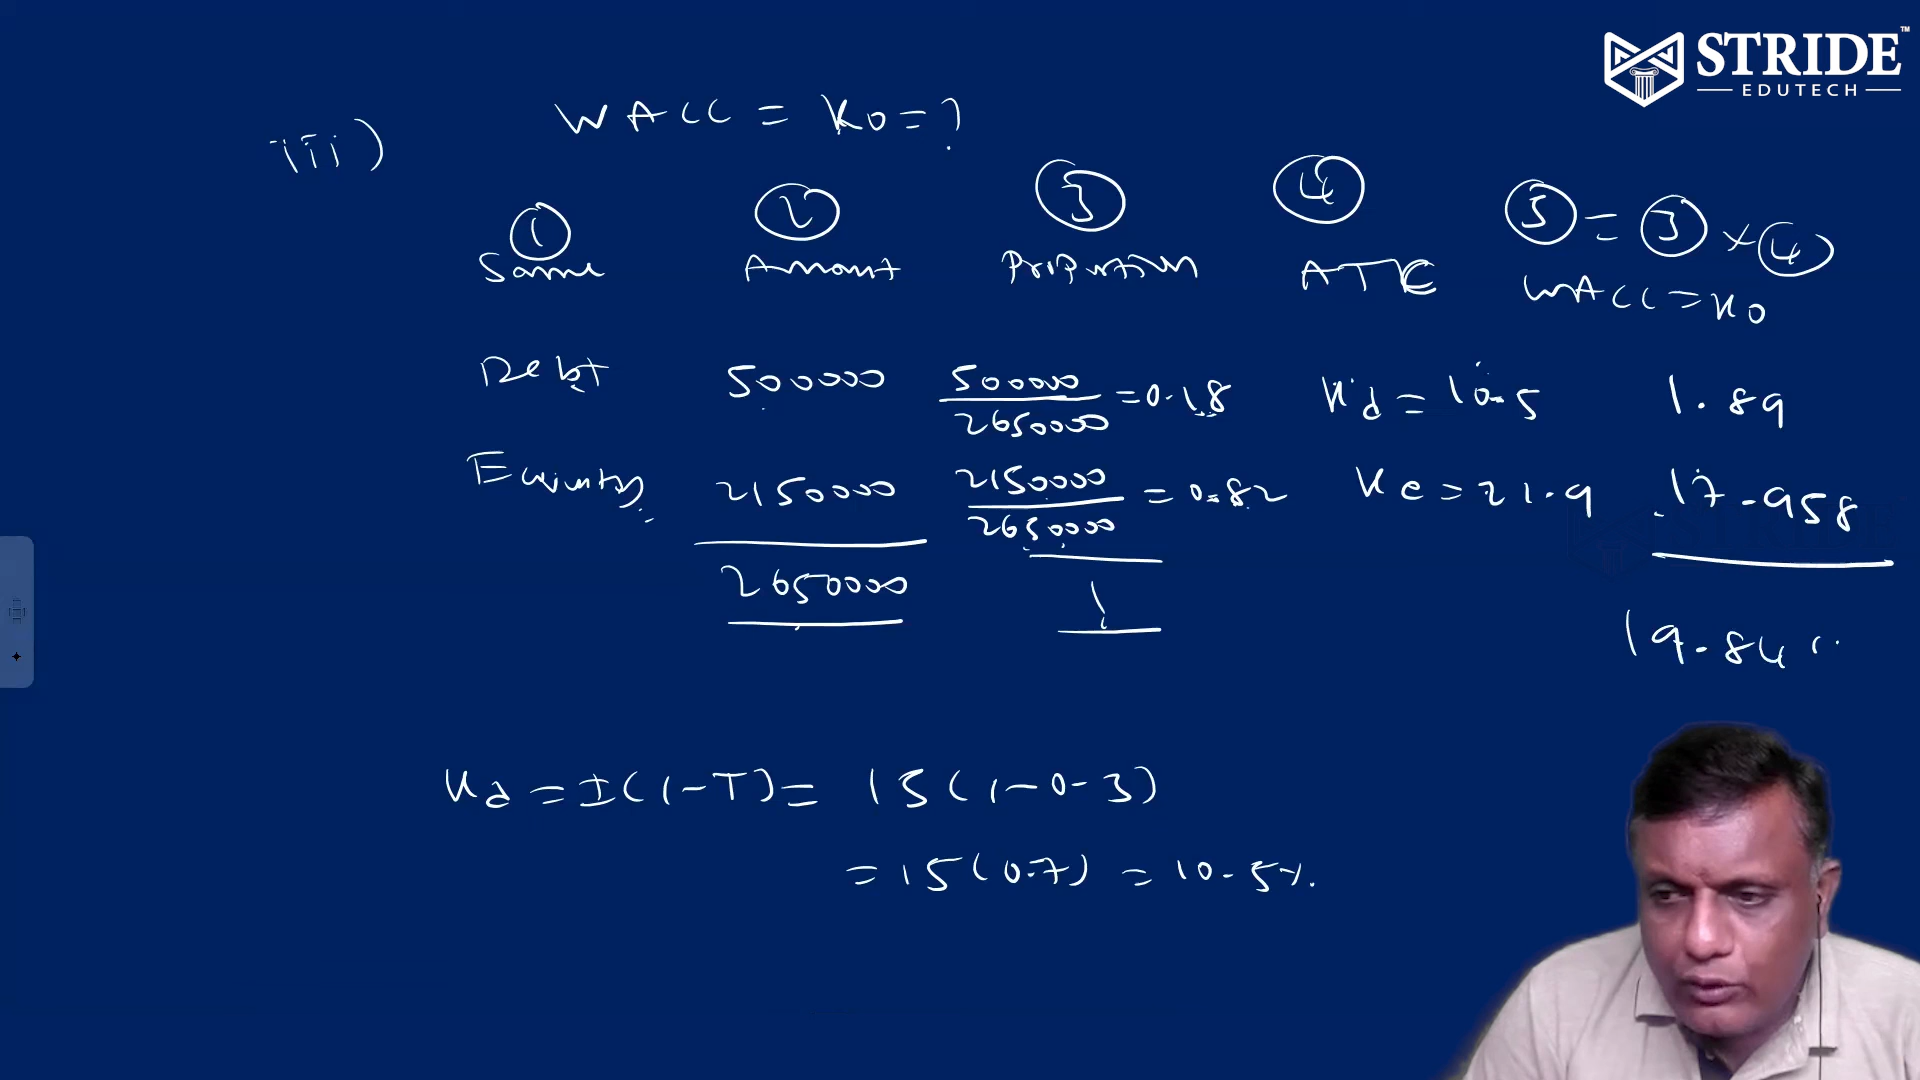 STRIDE™
EDUTECH
iii) WACC = Ko = ?
① ② ③ ④ ⑤ = ③ × ④
Amount Proportion ATC WACC = Ko
Debt 500000 500000/2650000 = 0.18 Kd = 10.5 1.89
Equity 2150000 2150000/2650000 = 0.82 Ke = 21.9 17.958
2650000 1
19.84
Kd = I(1-T) = 15(1-0.3)
= 15(0.7) = 10.5%.